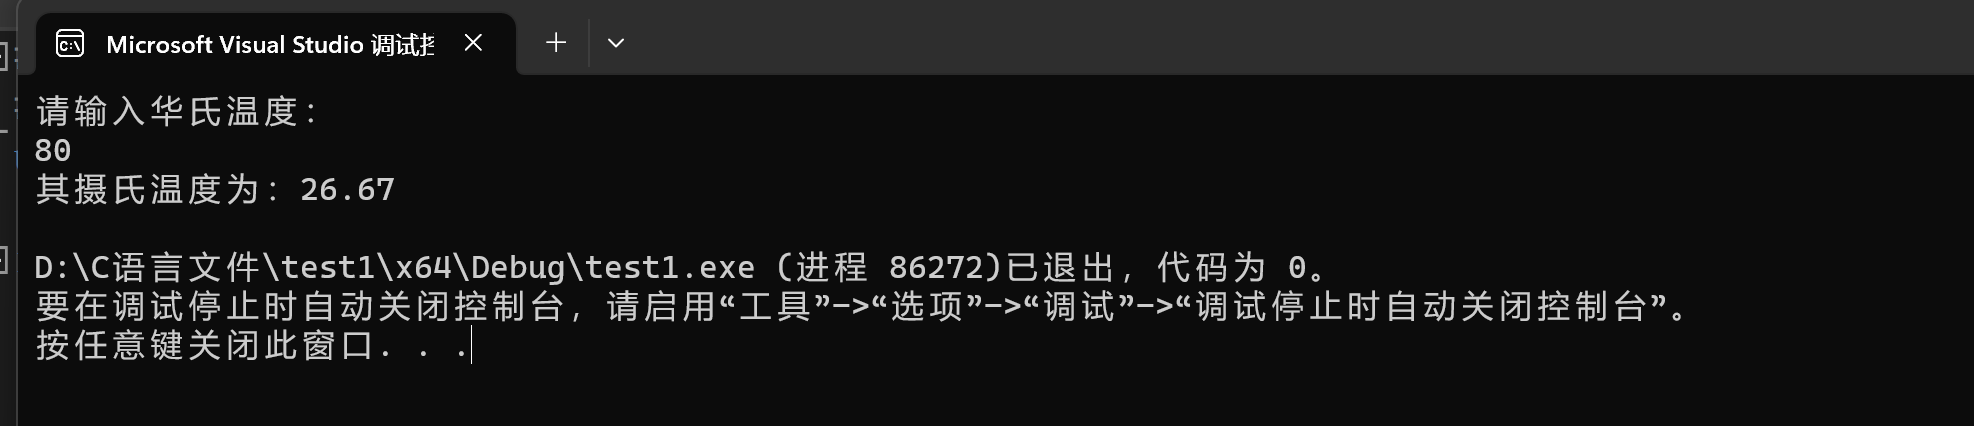 Microsoft Visual Studio 调试控
请输入华氏温度：
80
其摄氏温度为：26.67
D:\C语言文件\test1\x64\Debug\test1.exe (进程 86272)已退出，代码为 0。
要在调试停止时自动关闭控制台，请启用“工具”->“选项”->“调试”->“调试停止时自动关闭控制台”。
按任意键关闭此窗口. . .